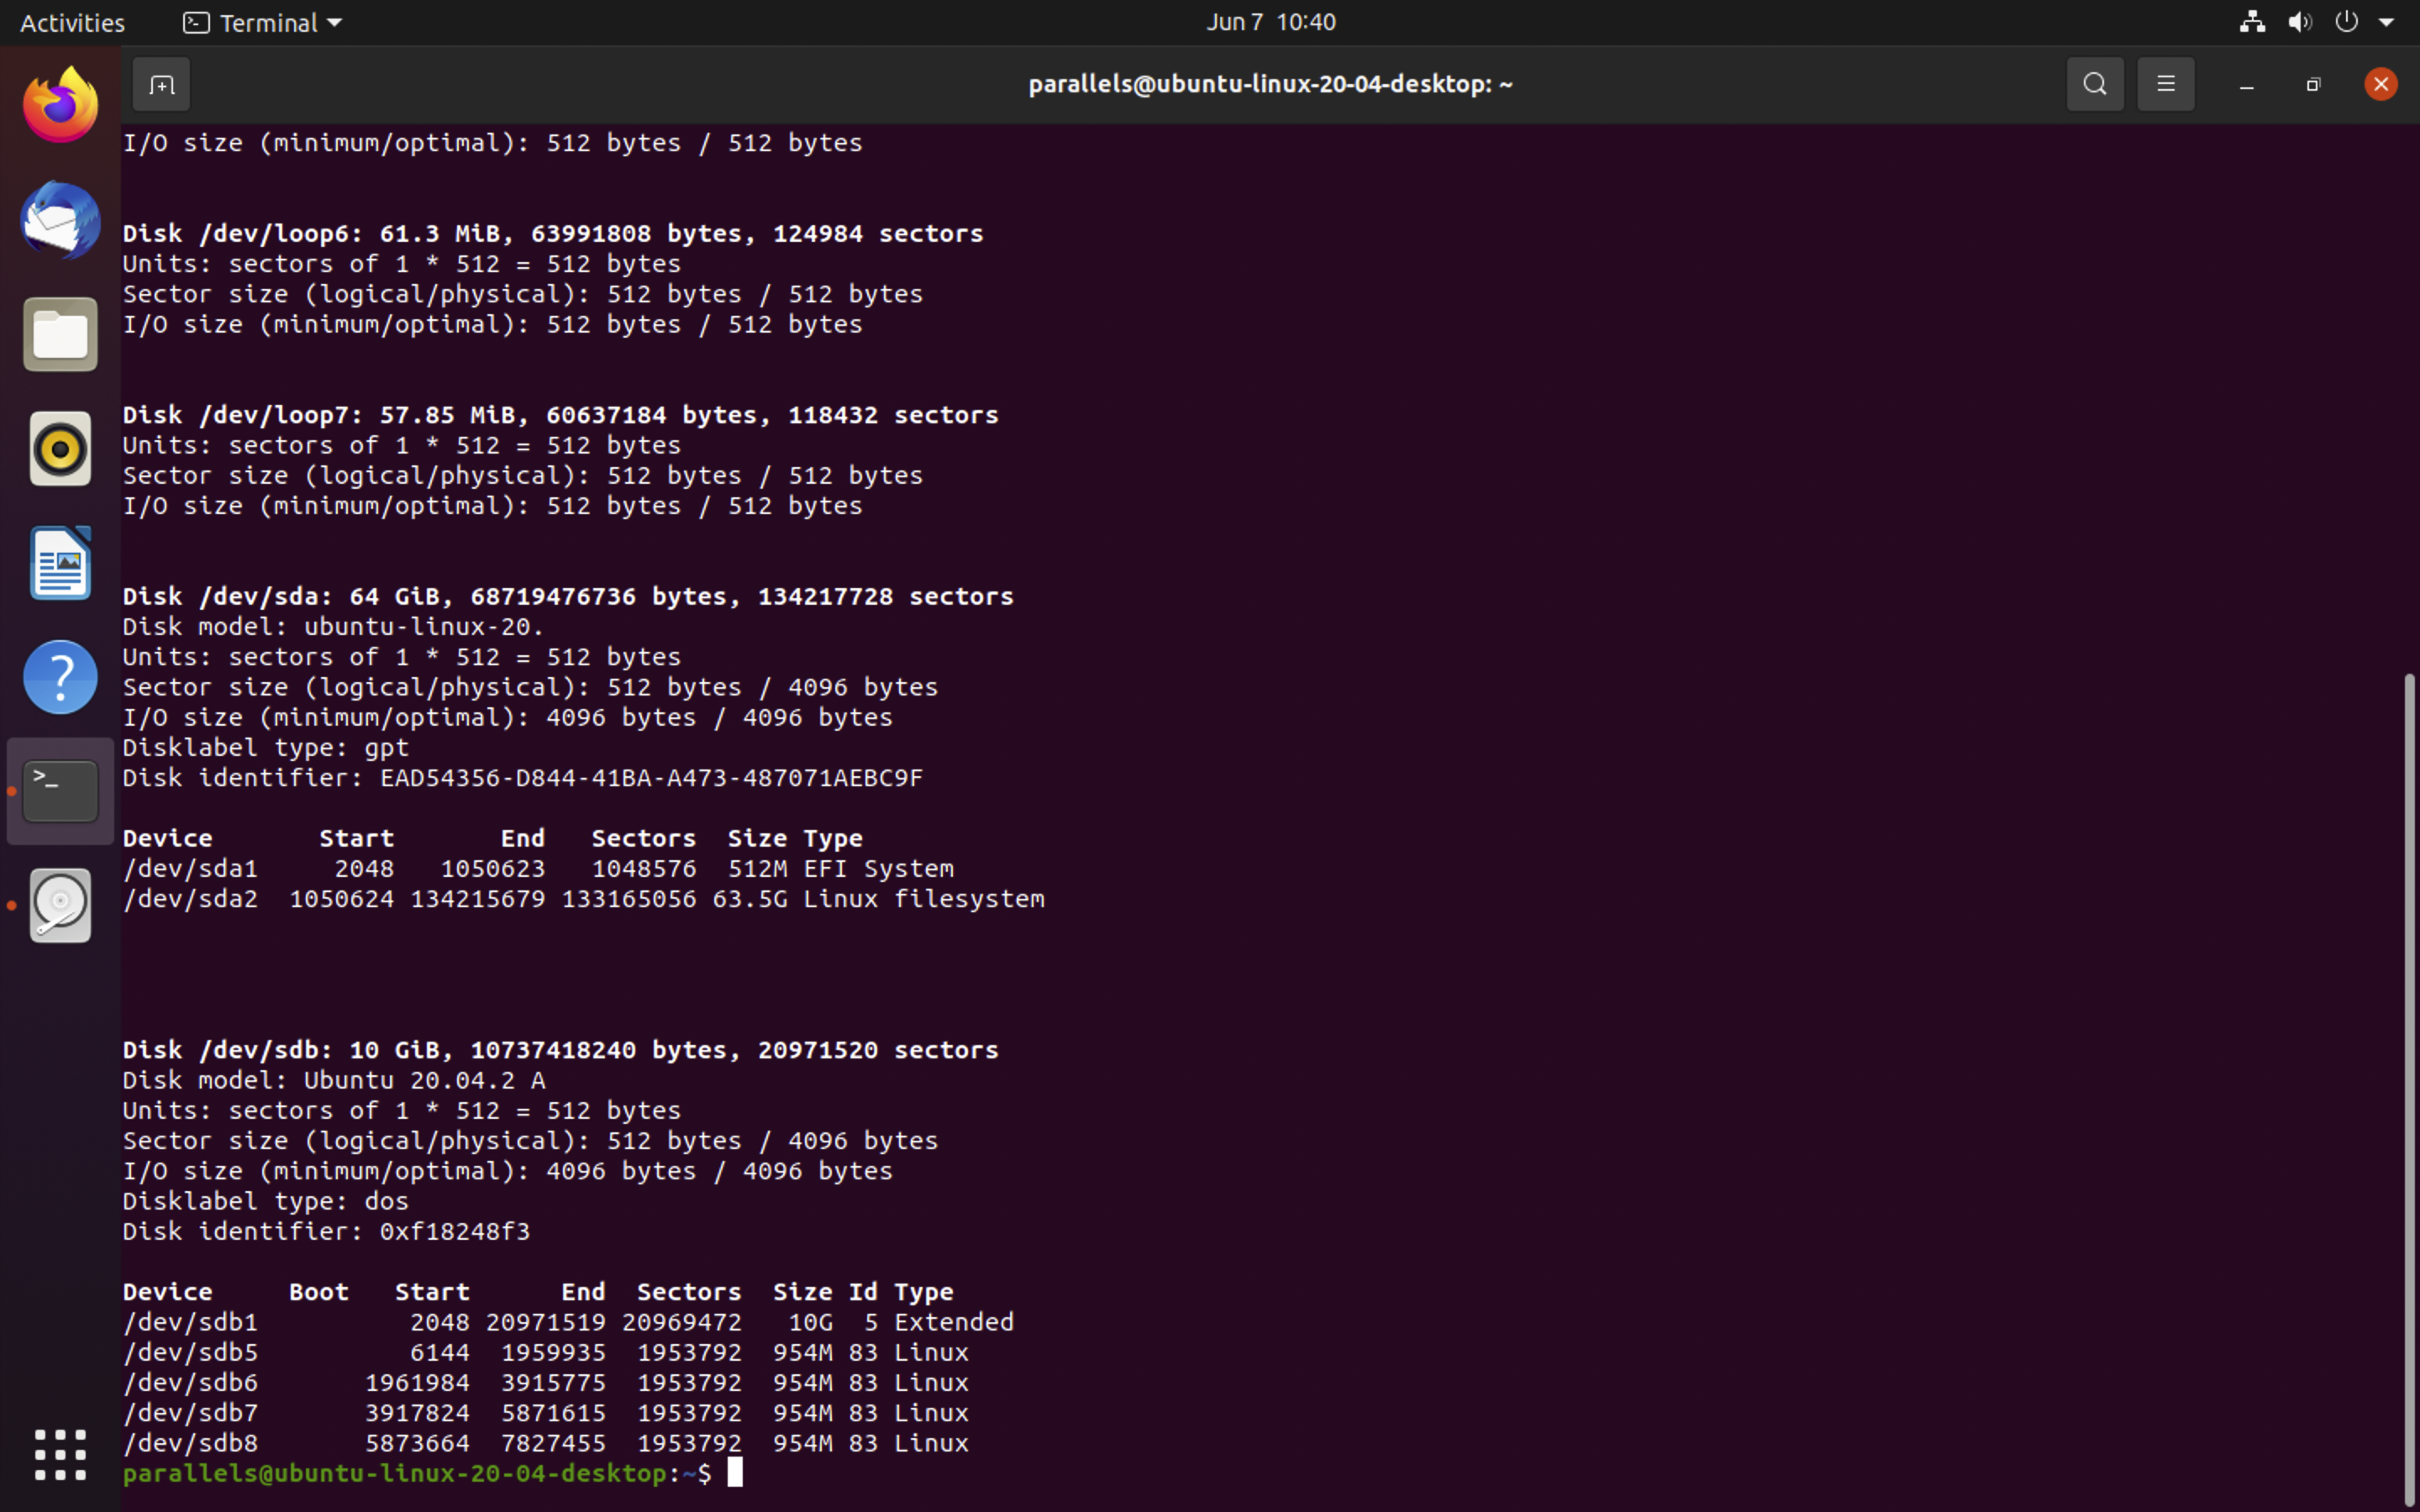 Activities Terminal Jun 7 10:40
parallels@ubuntu-linux-20-04-desktop: ~
I/O size (minimum/optimal): 512 bytes / 512 bytes
Disk /dev/loop6: 61.3 MiB, 63991808 bytes, 124984 sectors
Units: sectors of 1 * 512 = 512 bytes
Sector size (logical/physical): 512 bytes / 512 bytes
I/O size (minimum/optimal): 512 bytes / 512 bytes
Disk /dev/loop7: 57.85 MiB, 60637184 bytes, 118432 sectors
Units: sectors of 1 * 512 = 512 bytes
Sector size (logical/physical): 512 bytes / 512 bytes
I/O size (minimum/optimal): 512 bytes / 512 bytes
Disk /dev/sda: 64 GiB, 68719476736 bytes, 134217728 sectors
Disk model: ubuntu-linux-20.
Units: sectors of 1 * 512 = 512 bytes
Sector size (logical/physical): 512 bytes / 4096 bytes
I/O size (minimum/optimal): 4096 bytes / 4096 bytes
Disklabel type: gpt
Disk identifier: EAD54356-D844-41BA-A473-487071AEBC9F
Device Start End Sectors Size Type
/dev/sda1 2048 1050623 1048576 512M EFI System
/dev/sda2 1050624 134215679 133165056 63.5G Linux filesystem
Disk /dev/sdb: 10 GiB, 10737418240 bytes, 20971520 sectors
Disk model: Ubuntu 20.04.2 A
Units: sectors of 1 * 512 = 512 bytes
Sector size (logical/physical): 512 bytes / 4096 bytes
I/O size (minimum/optimal): 4096 bytes / 4096 bytes
Disklabel type: dos
Disk identifier: 0xf18248f3
Device Boot Start End Sectors Size Id Type
/dev/sdb1 2048 20971519 20969472 10G 5 Extended
/dev/sdb5 6144 1959935 1953792 954M 83 Linux
/dev/sdb6 1961984 3915775 1953792 954M 83 Linux
/dev/sdb7 3917824 5871615 1953792 954M 83 Linux
/dev/sdb8 5873664 7827455 1953792 954M 83 Linux
parallels@ubuntu-linux-20-04-desktop:~$